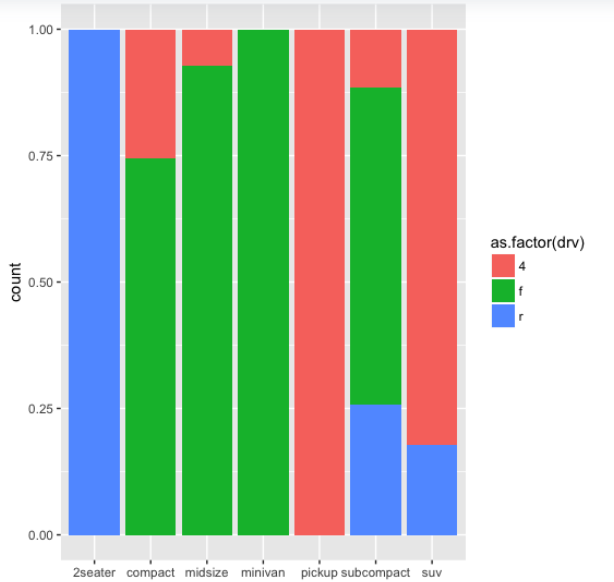 1.00
0.75
0.50
0.25
0.00
count
2seater compact midsize minivan pickup subcompact suv
as.factor(drv)
4
f
r